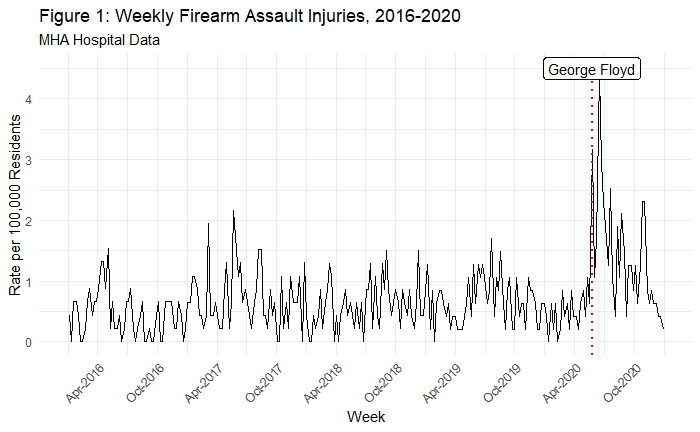 Figure 1: Weekly Firearm Assault Injuries, 2016-2020
MHA Hospital Data
George Floyd
4
3
2
1
0
Rate per 100,000 Residents
Apr-2016
Oct-2016
Apr-2017
Oct-2017
Apr-2018
Oct-2018
Apr-2019
Oct-2019
Apr-2020
Oct-2020
Week